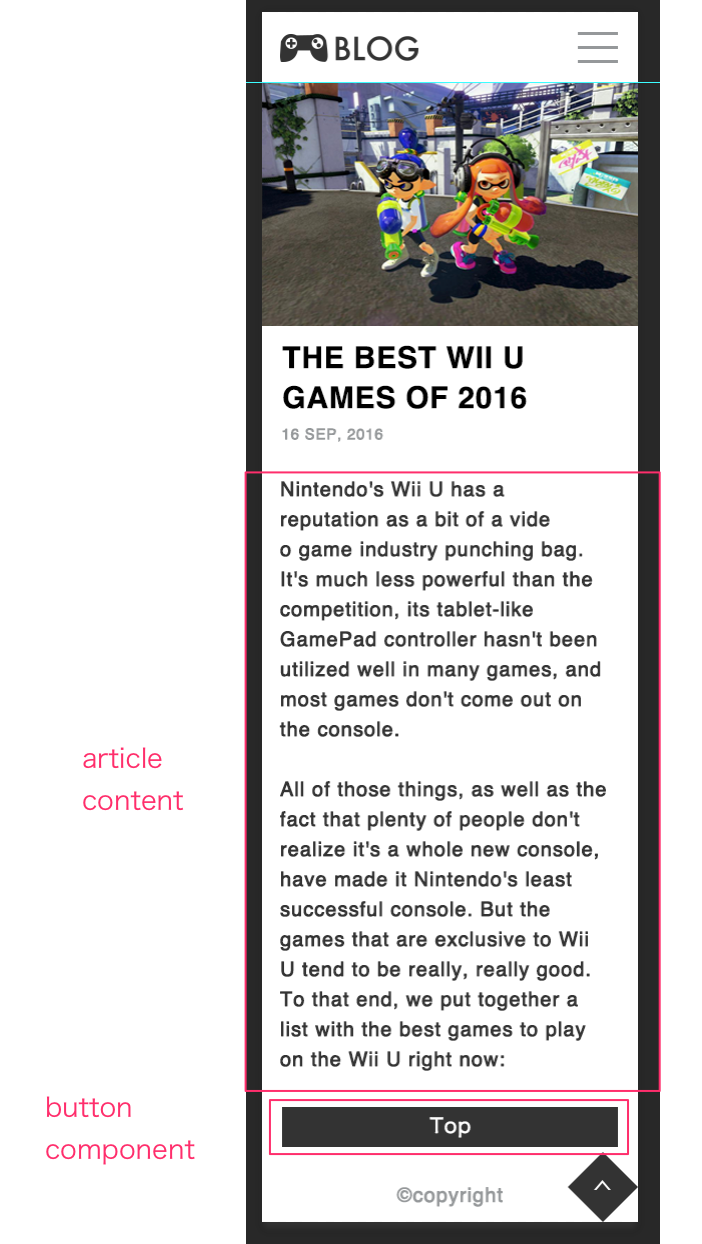 BLOG
THE BEST WII U
GAMES OF 2016
16 SEP, 2016
Nintendo's Wii U has a
reputation as a bit of a vide
o game industry punching bag.
It's much less powerful than the
competition, its tablet-like
GamePad controller hasn't been
utilized well in many games, and
most games don't come out on
the console.
All of those things, as well as the
fact that plenty of people don't
realize it's a whole new console,
have made it Nintendo's least
successful console. But the
games that are exclusive to Wii
U tend to be really, really good.
To that end, we put together a
list with the best games to play
on the Wii U right now:
article
content
button
component
Top
©copyright